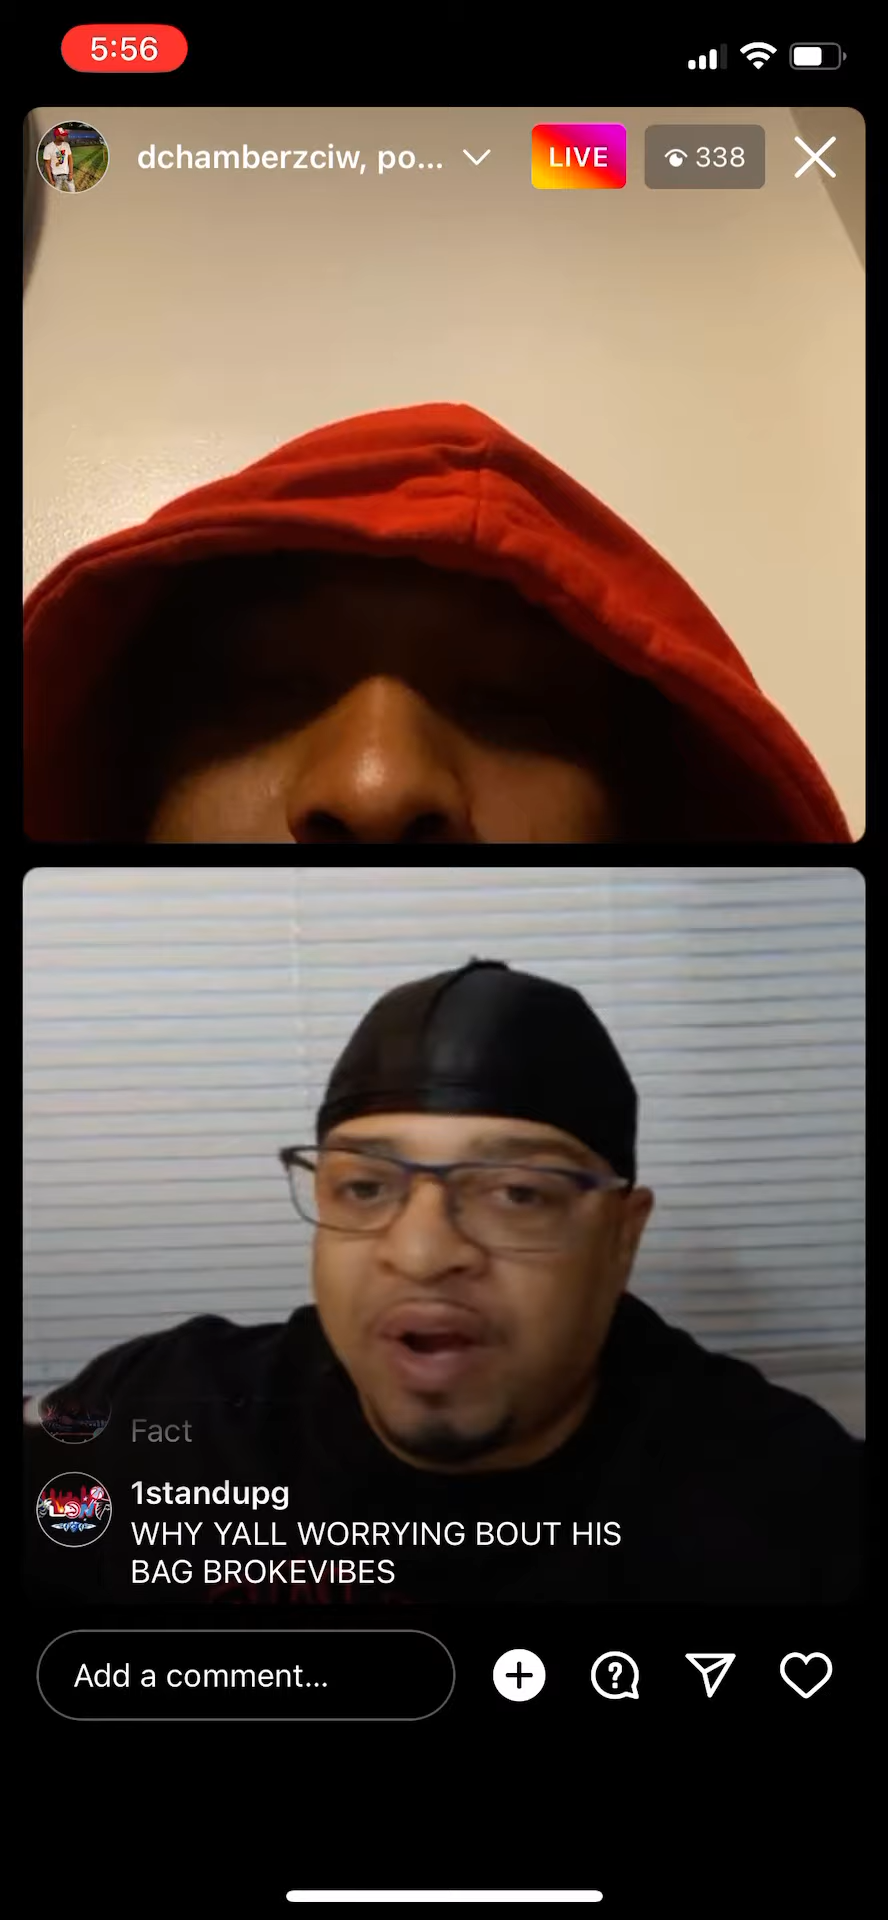 5:56
dchamberzciw, po...
LIVE
338
Fact
1standupg
WHY YALL WORRYING BOUT HIS
BAG BROKEVIBES
Add a comment...